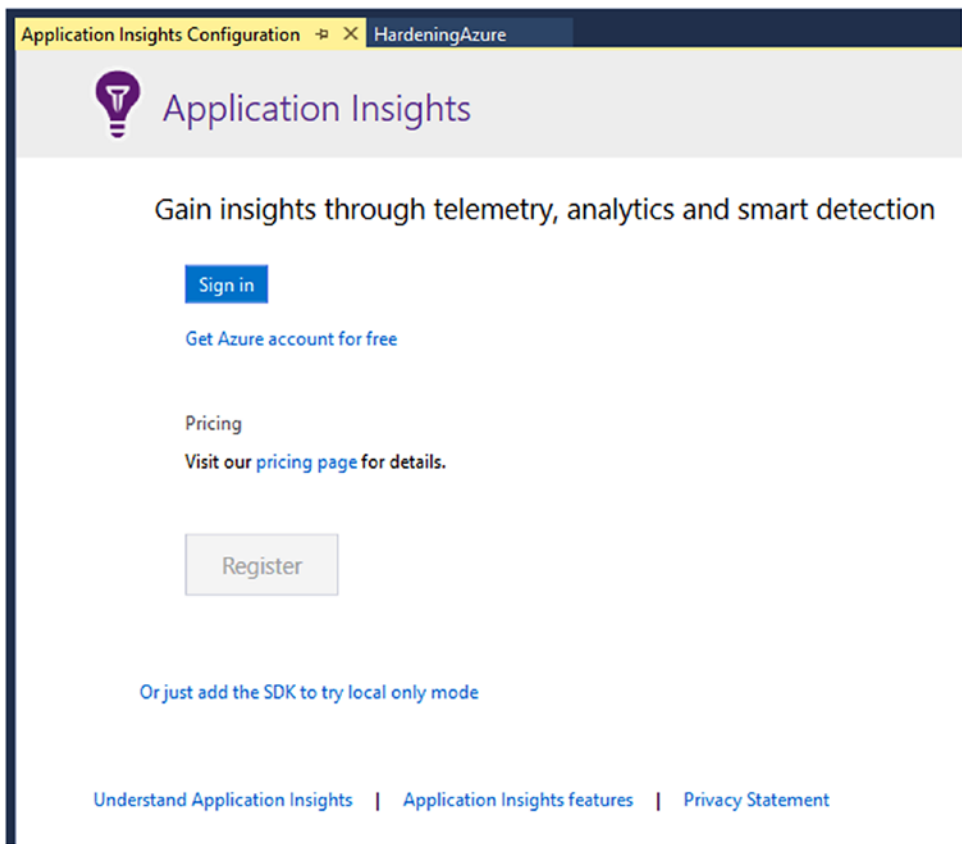 Application Insights Configuration HardeningAzure
Application Insights
Gain insights through telemetry, analytics and smart detection
Sign in
Get Azure account for free
Pricing
Visit our pricing page for details.
Register
Or just add the SDK to try local only mode
Understand Application Insights | Application Insights features | Privacy Statement